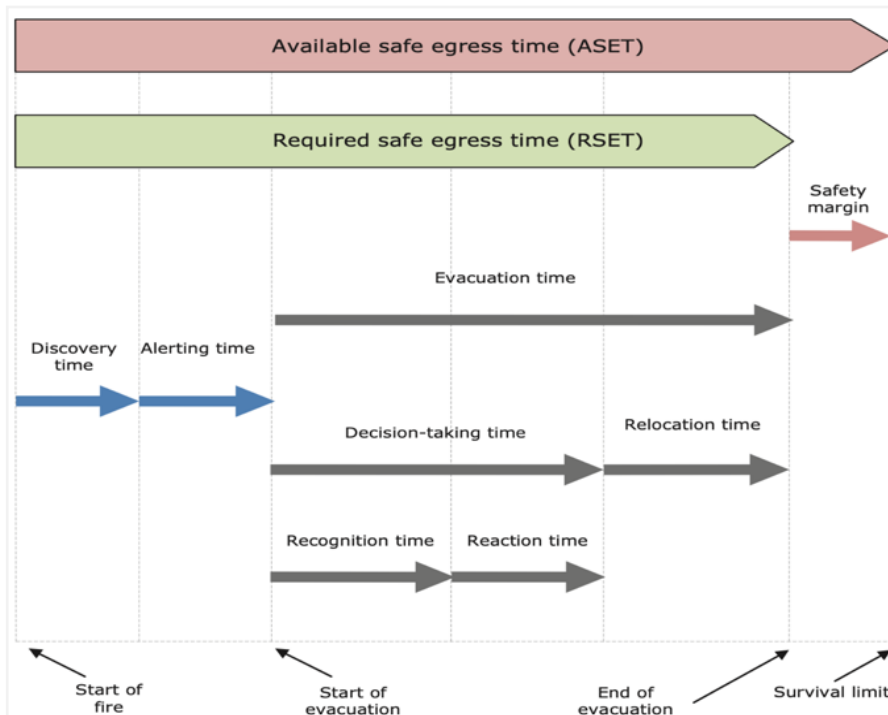 Available safe egress time (ASET)
Required safe egress time (RSET)
Safety
margin
Evacuation time
Discovery
time
Alerting time
Decision-taking time
Relocation time
Recognition time
Reaction time
Start of
fire
Start of
evacuation
End of
evacuation
Survival limit